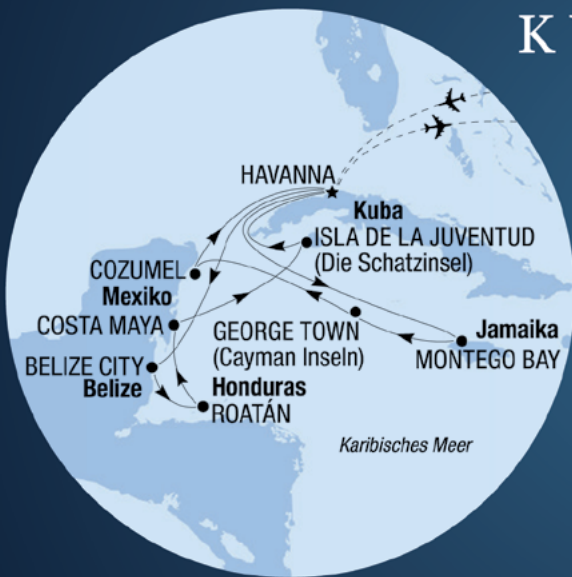 K
HAVANNA
Kuba
ISLA DE LA JUVENTUD
(Die Schatzinsel)
COZUMEL
Mexiko
COSTA MAYA
GEORGE TOWN
(Cayman Inseln)
Jamaika
MONTEGO BAY
BELIZE CITY
Belize
Honduras
ROATÁN
Karibisches Meer